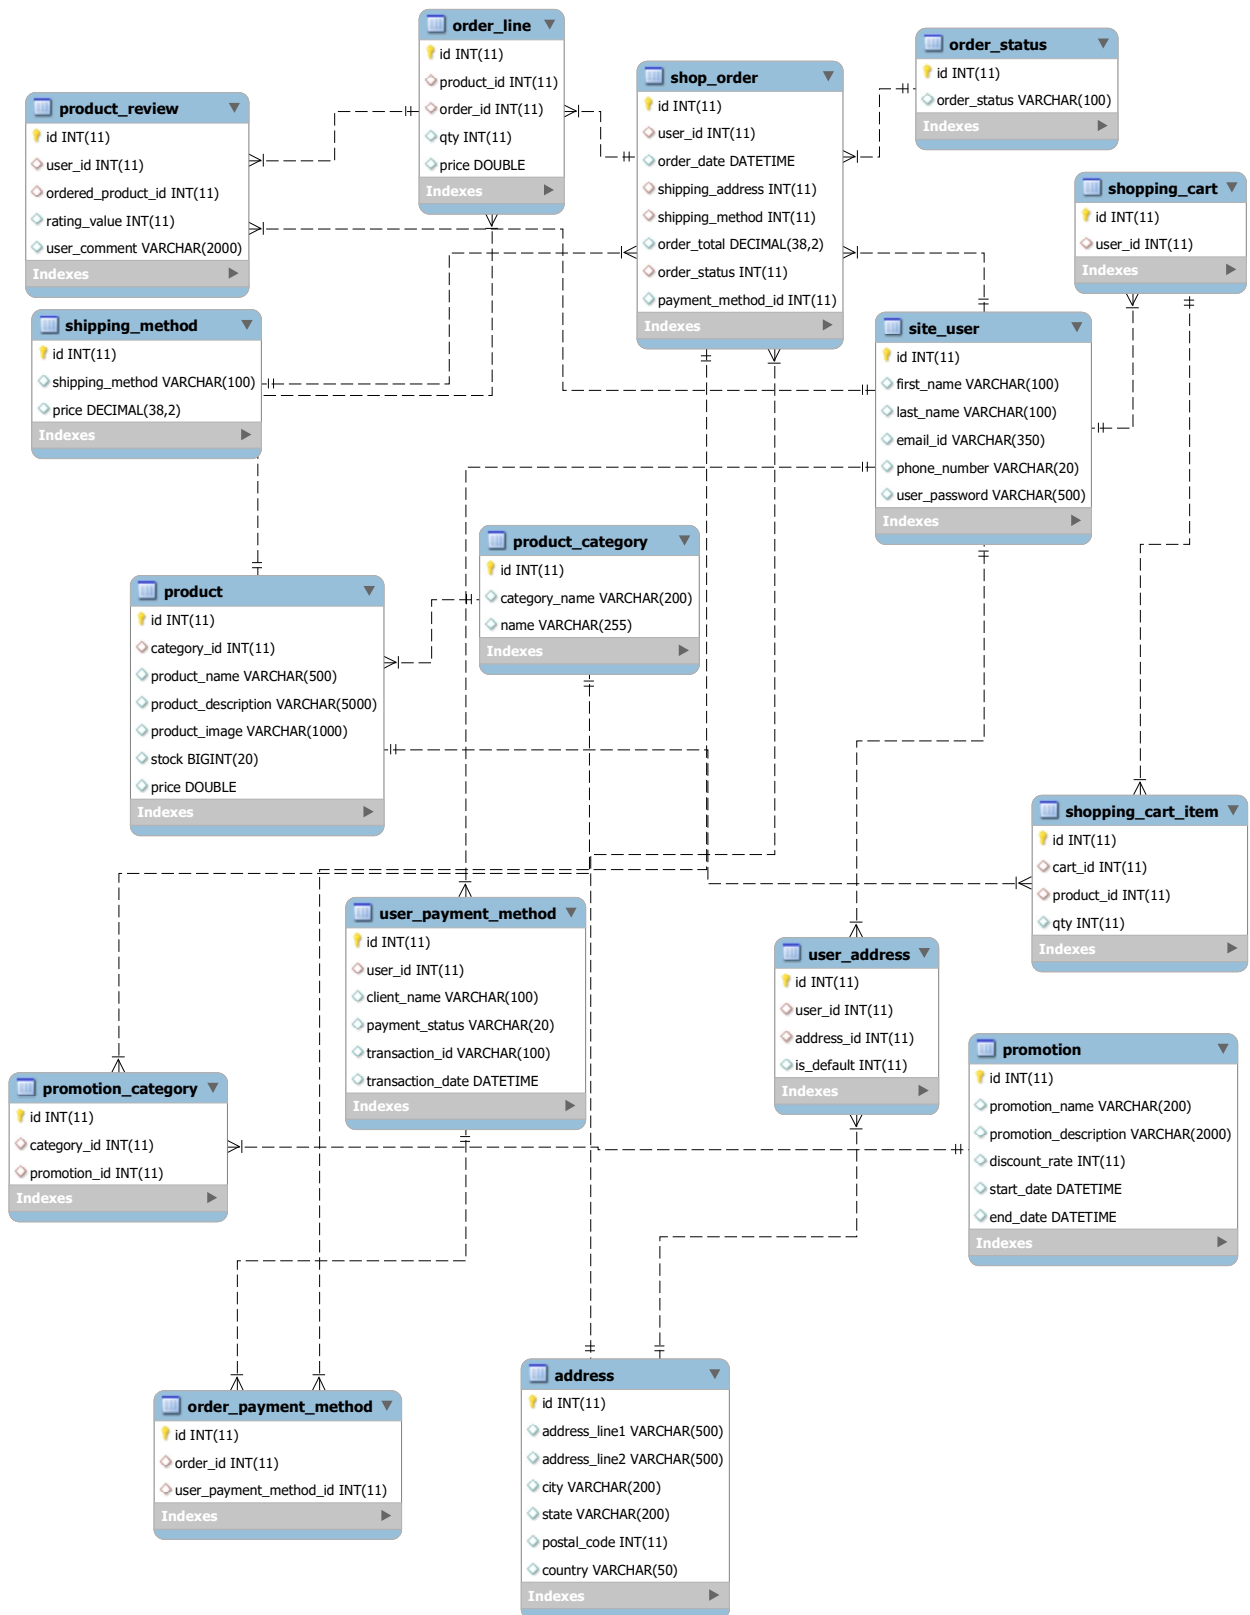 order_line
id INT(11)
product_id INT(11)
order_id INT(11)
qty INT(11)
price DOUBLE
Indexes
order_status
id INT(11)
order_status VARCHAR(100)
Indexes
shop_order
id INT(11)
user_id INT(11)
order_date DATETIME
shipping_address INT(11)
shipping_method INT(11)
order_total DECIMAL(38,2)
order_status INT(11)
payment_method_id INT(11)
Indexes
product_review
id INT(11)
user_id INT(11)
ordered_product_id INT(11)
rating_value INT(11)
user_comment VARCHAR(2000)
Indexes
shopping_cart
id INT(11)
user_id INT(11)
Indexes
shipping_method
id INT(11)
shipping_method VARCHAR(100)
price DECIMAL(38,2)
Indexes
site_user
id INT(11)
first_name VARCHAR(100)
last_name VARCHAR(100)
email_id VARCHAR(350)
phone_number VARCHAR(20)
user_password VARCHAR(500)
Indexes
product_category
id INT(11)
category_name VARCHAR(200)
name VARCHAR(255)
Indexes
product
id INT(11)
category_id INT(11)
product_name VARCHAR(500)
product_description VARCHAR(5000)
product_image VARCHAR(1000)
stock BIGINT(20)
price DOUBLE
Indexes
shopping_cart_item
id INT(11)
cart_id INT(11)
product_id INT(11)
qty INT(11)
Indexes
user_payment_method
id INT(11)
user_id INT(11)
client_name VARCHAR(100)
payment_status VARCHAR(20)
transaction_id VARCHAR(100)
transaction_date DATETIME
Indexes
user_address
id INT(11)
user_id INT(11)
address_id INT(11)
is_default INT(11)
Indexes
promotion
id INT(11)
promotion_name VARCHAR(200)
promotion_description VARCHAR(2000)
discount_rate INT(11)
start_date DATETIME
end_date DATETIME
Indexes
promotion_category
id INT(11)
category_id INT(11)
promotion_id INT(11)
Indexes
order_payment_method
id INT(11)
order_id INT(11)
user_payment_method_id INT(11)
Indexes
address
id INT(11)
address_line1 VARCHAR(500)
address_line2 VARCHAR(500)
city VARCHAR(200)
state VARCHAR(200)
postal_code INT(11)
country VARCHAR(50)
Indexes